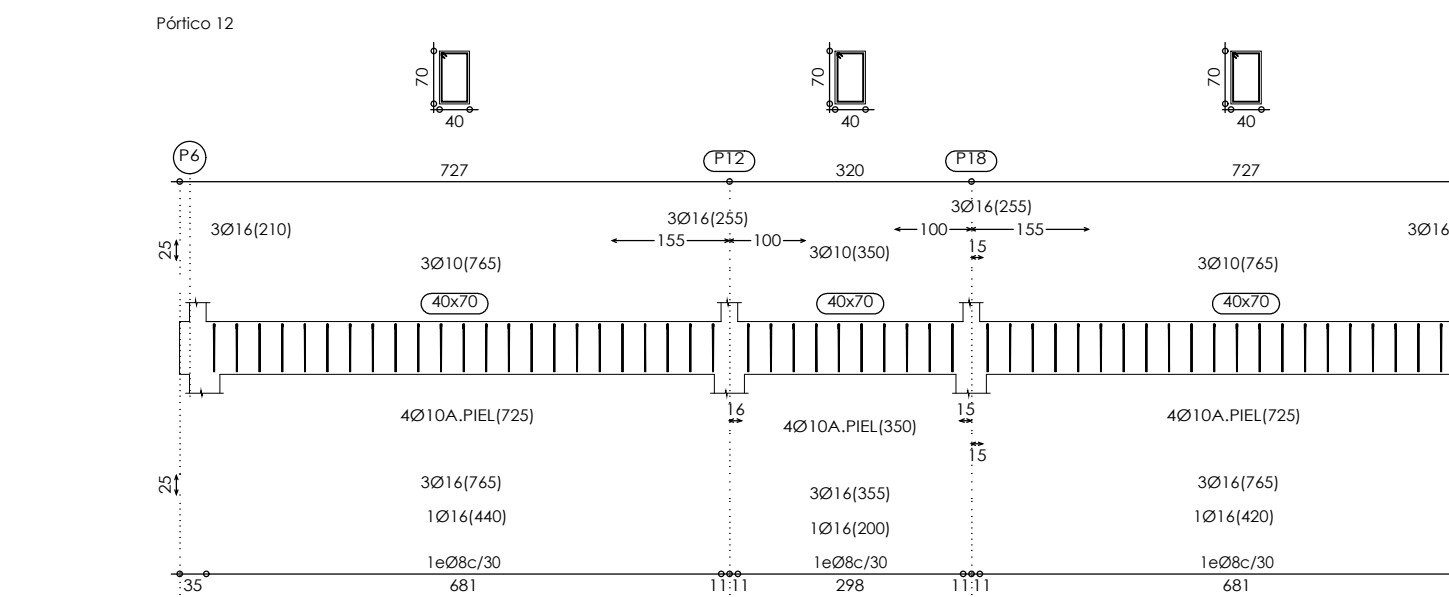 Pórtico 12
70
40
70
40
70
40
P6
P12
P18
727
320
727
3Ø16(210)
3Ø16(255)
3Ø16(255)
3Ø16
155
100
100
155
25
3Ø10(765)
3Ø10(350)
15
3Ø10(765)
40x70
40x70
40x70
4Ø10A.PIEL(725)
16
4Ø10A.PIEL(350)
15
4Ø10A.PIEL(725)
15
25
3Ø16(765)
3Ø16(355)
3Ø16(765)
1Ø16(440)
1Ø16(200)
1Ø16(420)
1eØ8c/30
1eØ8c/30
1eØ8c/30
35
681
11
11
298
11
11
681